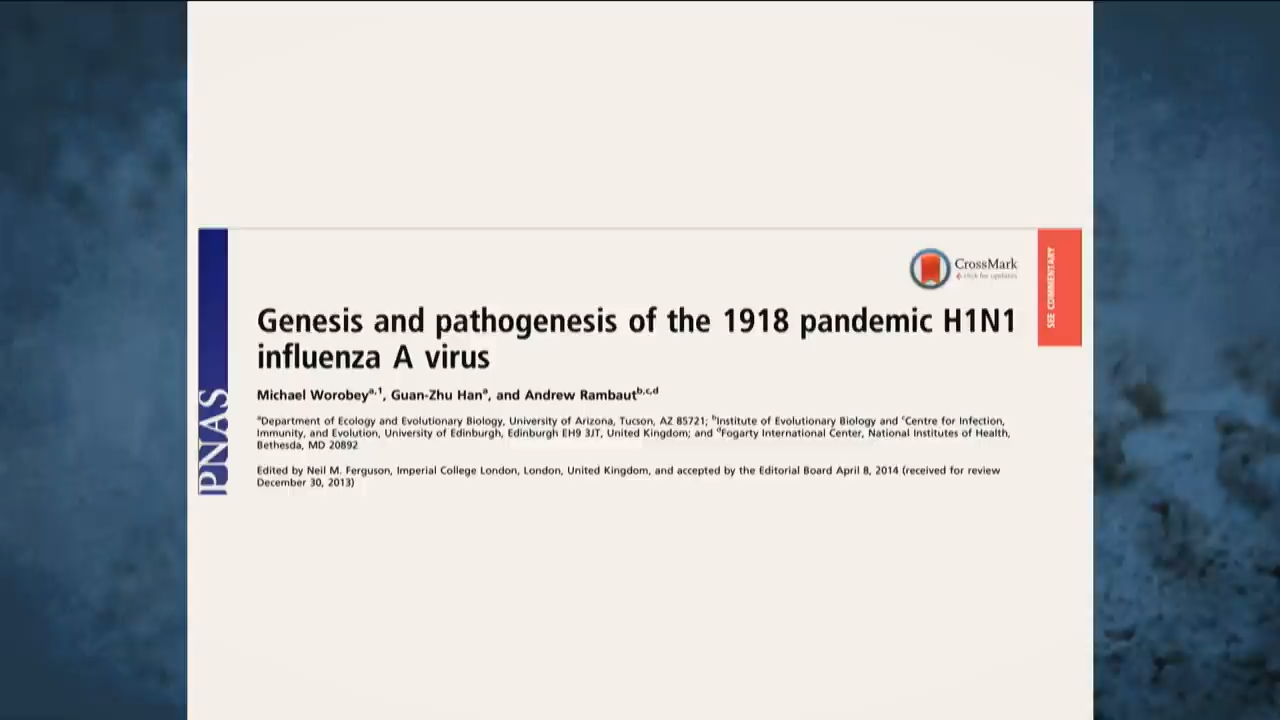 CrossMark
click for updates
SEE COMMENTARY
Genesis and pathogenesis of the 1918 pandemic H1N1
influenza A virus
Michael Worobeyᵃ,¹, Guan-Zhu Hanᵃ, and Andrew Rambautᵇ,ᶜ,ᵈ
ᵃDepartment of Ecology and Evolutionary Biology, University of Arizona, Tucson, AZ 85721; ᵇInstitute of Evolutionary Biology and ᶜCentre for Infection,
Immunity, and Evolution, University of Edinburgh, Edinburgh EH9 3JT, United Kingdom; and ᵈFogarty International Center, National Institutes of Health,
Bethesda, MD 20892
Edited by Neil M. Ferguson, Imperial College London, London, United Kingdom, and accepted by the Editorial Board April 8, 2014 (received for review
December 30, 2013)
PNAS